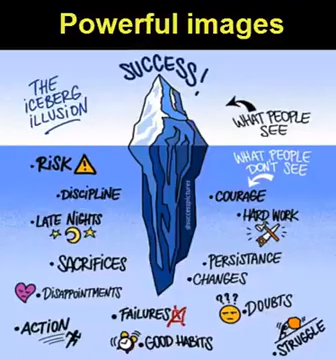 Powerful images
THE
iCEBERG
iLLUSION
SUCCESS!
WHAT PEOPLE
SEE
WHAT PEOPLE
DON'T SEE
• RiSK
• DISCIPLINE
• LATE NIGHTS
• SACRIFICES
• DISAPPOINTMENTS
• ACTION
• FAILURES
• GOOD HABITS
• COURAGE
• HARD WORK
• PERSISTANCE
• CHANGES
???
• DOUBTS
• STRUGGLE
@successpictures